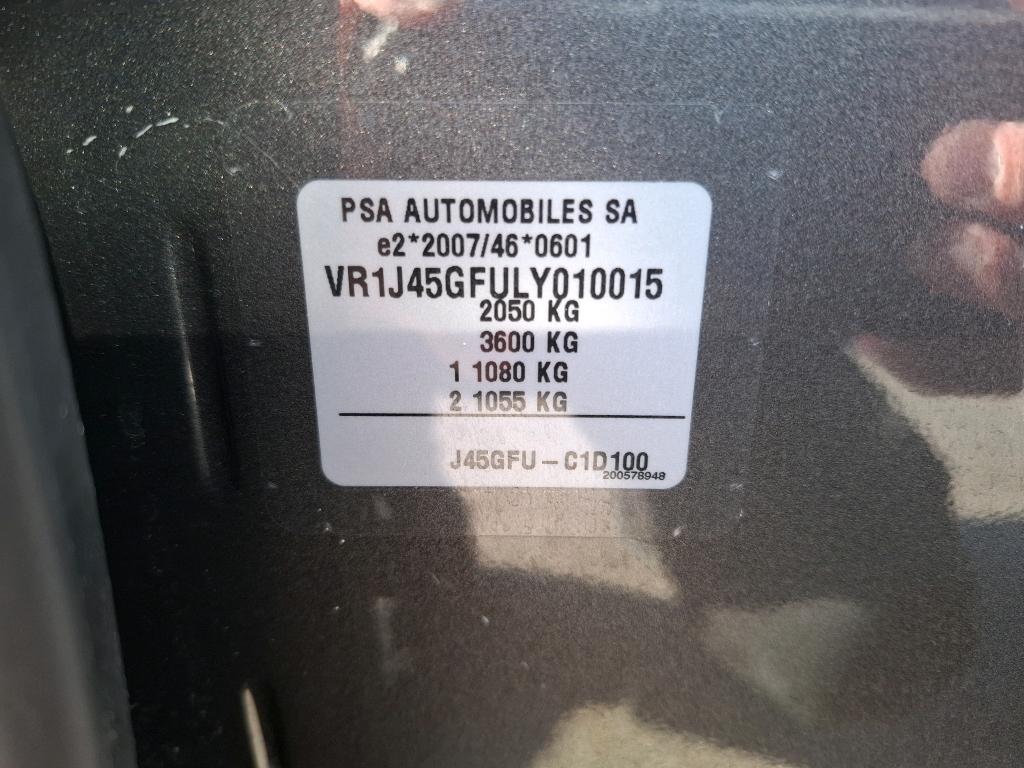 PSA AUTOMOBILES SA
e2*2007/46*0601
VR1J45GFULY010015
2050 KG
3600 KG
1 1080 KG
2 1055 KG
J45GFU - C1D100
200578948